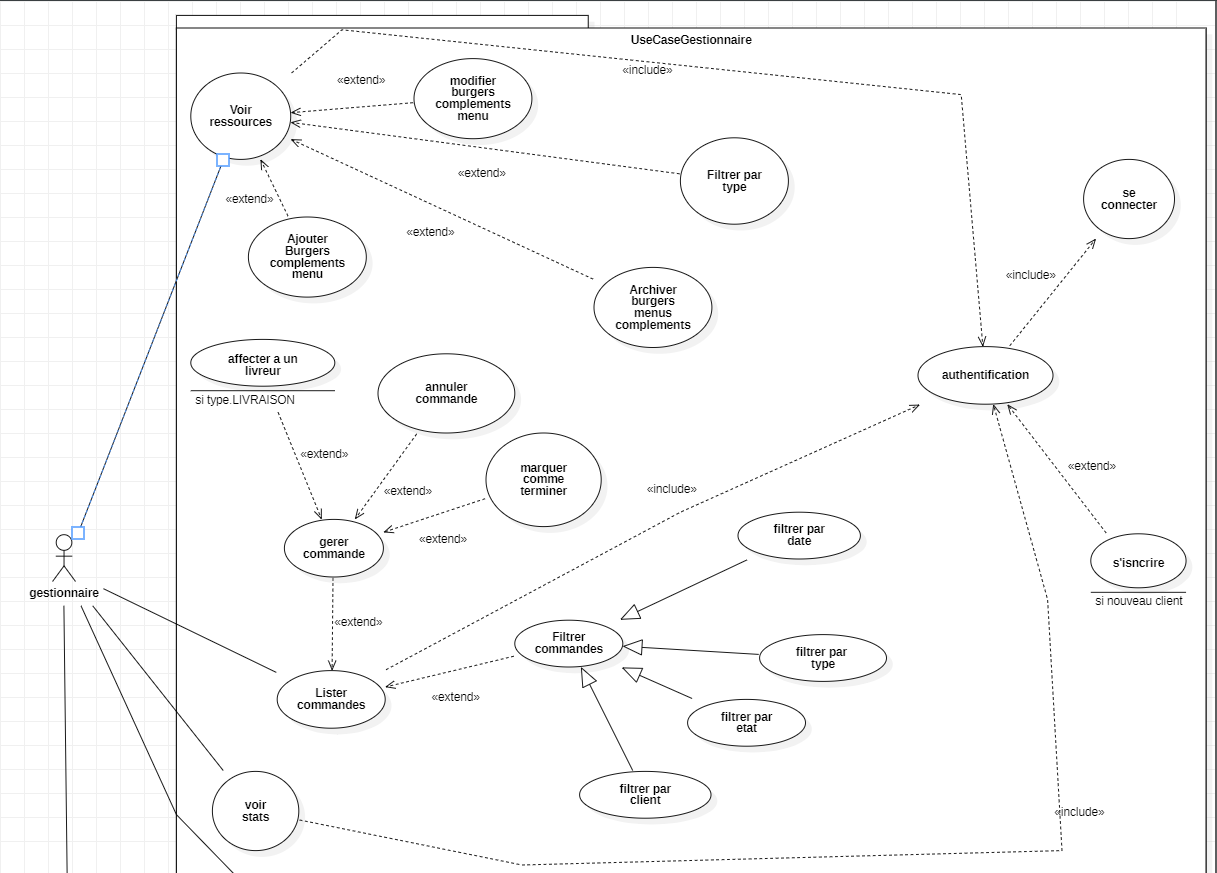 UseCaseGestionnaire
«include»
«extend»
modifier
burgers
complements
menu
Voir
ressources
«extend»
Filtrer par
type
se
connecter
«extend»
«extend»
Ajouter
Burgers
complements
menu
«include»
Archiver
burgers
menus
complements
affecter a un
livreur
si type.LIVRAISON
annuler
commande
authentification
«extend»
«extend»
marquer
comme
terminer
«include»
«extend»
«extend»
gerer
commande
filtrer par
date
s'isncrire
si nouveau client
gestionnaire
«extend»
Filtrer
commandes
filtrer par
type
Lister
commandes
«extend»
filtrer par
etat
filtrer par
client
voir
stats
«include»